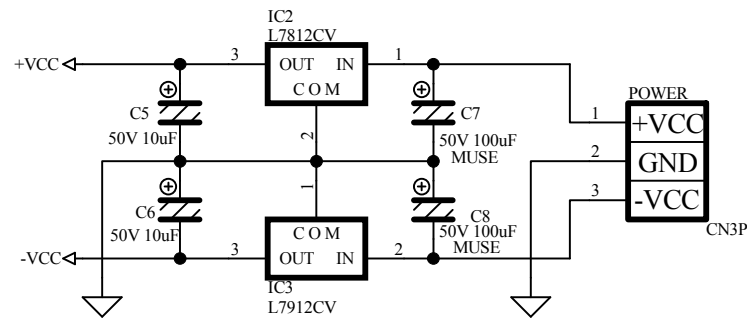 IC2
L7812CV
+VCC
3
OUT IN
1
COM
C5
50V 10uF
2
C7
50V 100uF
MUSE
POWER
1
+VCC
2
GND
3
-VCC
CN3P
C6
50V 10uF
1
C8
50V 100uF
MUSE
COM
-VCC
3
OUT IN
2
IC3
L7912CV